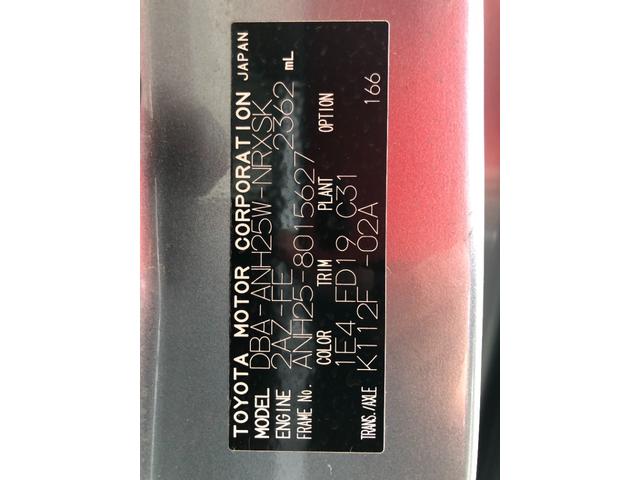 TOYOTA MOTOR CORPORATION JAPAN
MODEL DBA-ANH25W-NRXSK
ENGINE 2AZ-FE 2362 mL
FRAME No. ANH25-8015627
COLOR TRIM PLANT OPTION
1E4 FD19 C31
TRANS./AXLE K112F -02A 166